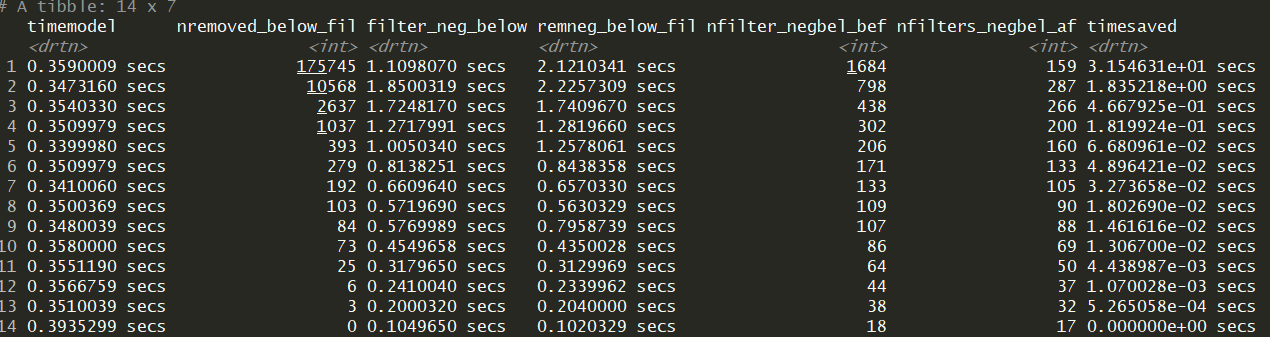 # A tibble: 14 x 7
timemodel nremoved_below_fil filter_neg_below remneg_below_fil nfilter_negbel_bef nfilters_negbel_af timesaved
<drtn> <int> <drtn> <drtn> <int> <int> <drtn>
1 0.3590009 secs 175745 1.1098070 secs 2.1210341 secs 1684 159 3.154631e+01 secs
2 0.3473160 secs 10568 1.8500319 secs 2.2257309 secs 798 287 1.835218e+00 secs
3 0.3540330 secs 2637 1.7248170 secs 1.7409670 secs 438 266 4.667925e-01 secs
4 0.3509979 secs 1037 1.2717991 secs 1.2819660 secs 302 200 1.819924e-01 secs
5 0.3399980 secs 393 1.0050340 secs 1.2578061 secs 206 160 6.680961e-02 secs
6 0.3509979 secs 279 0.8138251 secs 0.8438358 secs 171 133 4.896421e-02 secs
7 0.3410060 secs 192 0.6609640 secs 0.6570330 secs 133 105 3.273658e-02 secs
8 0.3500369 secs 103 0.5719690 secs 0.5630329 secs 109 90 1.802690e-02 secs
9 0.3480039 secs 84 0.5769989 secs 0.7958739 secs 107 88 1.461616e-02 secs
10 0.3580000 secs 73 0.4549658 secs 0.4350028 secs 86 69 1.306700e-02 secs
11 0.3551190 secs 25 0.3179650 secs 0.3129969 secs 64 50 4.438987e-03 secs
12 0.3566759 secs 6 0.2410040 secs 0.2339962 secs 44 37 1.070028e-03 secs
13 0.3510039 secs 3 0.2000320 secs 0.2040000 secs 38 32 5.265058e-04 secs
14 0.3935299 secs 0 0.1049650 secs 0.1020329 secs 18 17 0.000000e+00 secs